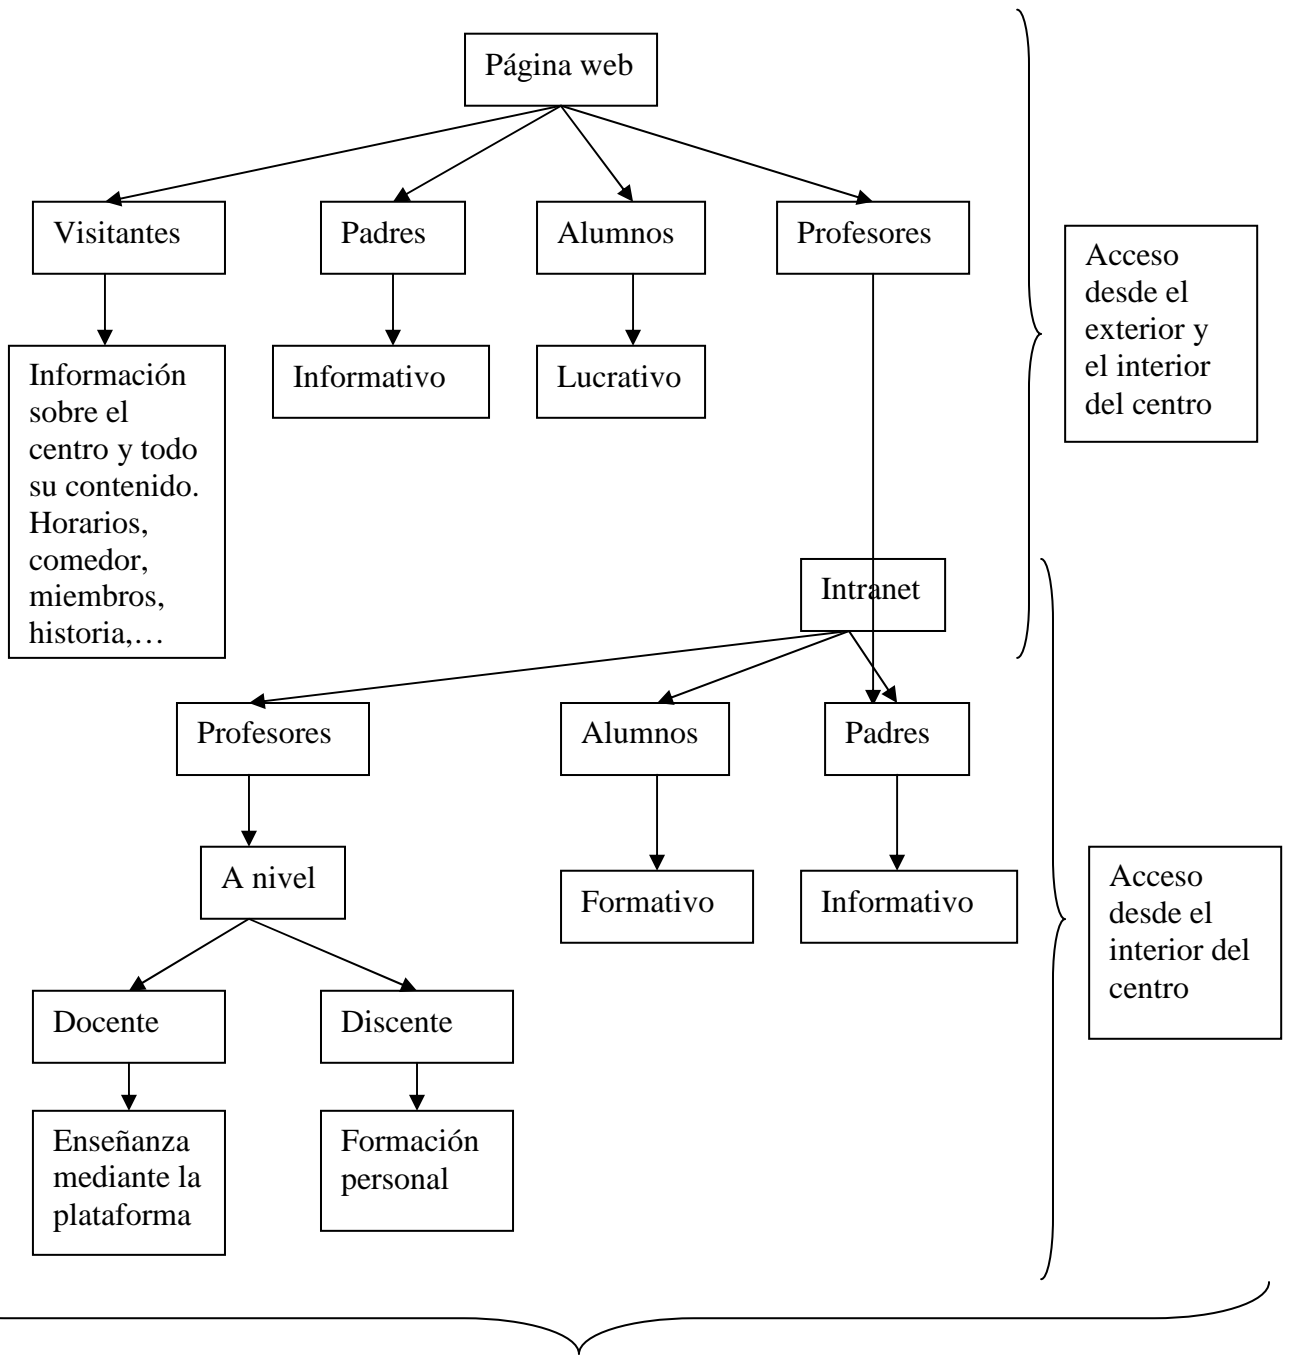 Página web
Visitantes
Padres
Alumnos
Profesores
Acceso
desde el
exterior y
el interior
del centro
Información
sobre el
centro y todo
su contenido.
Horarios,
comedor,
miembros,
historia,…
Informativo
Lucrativo
Intranet
Profesores
Alumnos
Padres
A nivel
Formativo
Informativo
Acceso
desde el
interior del
centro
Docente
Discente
Enseñanza
mediante la
plataforma
Formación
personal